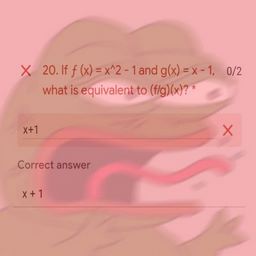 20. If ƒ (x) = x^2 - 1 and g(x) = x - 1, 0/2
what is equivalent to (f/g)(x)? *
x+1
Correct answer
x + 1